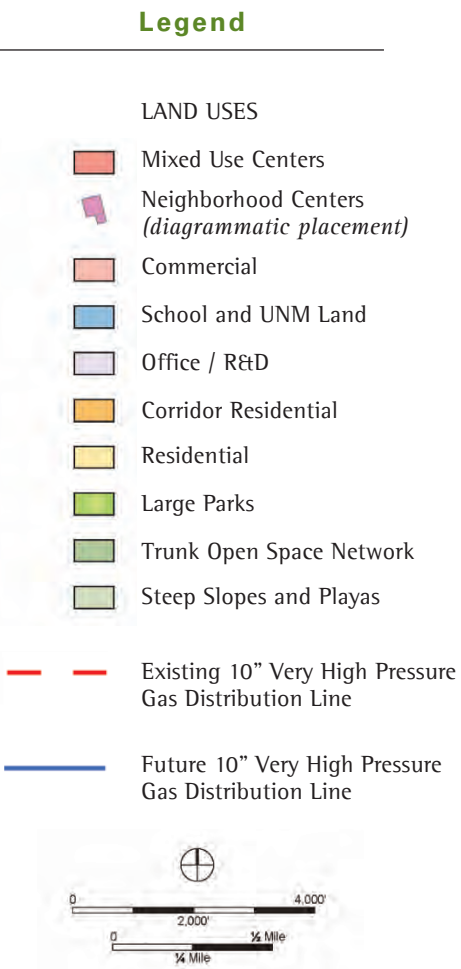 Legend
LAND USES
Mixed Use Centers
Neighborhood Centers
(diagrammatic placement)
Commercial
School and UNM Land
Office / R&D
Corridor Residential
Residential
Large Parks
Trunk Open Space Network
Steep Slopes and Playas
Existing 10” Very High Pressure
Gas Distribution Line
Future 10” Very High Pressure
Gas Distribution Line
0 4,000'
2,000'
0 ½ Mile
¼ Mile